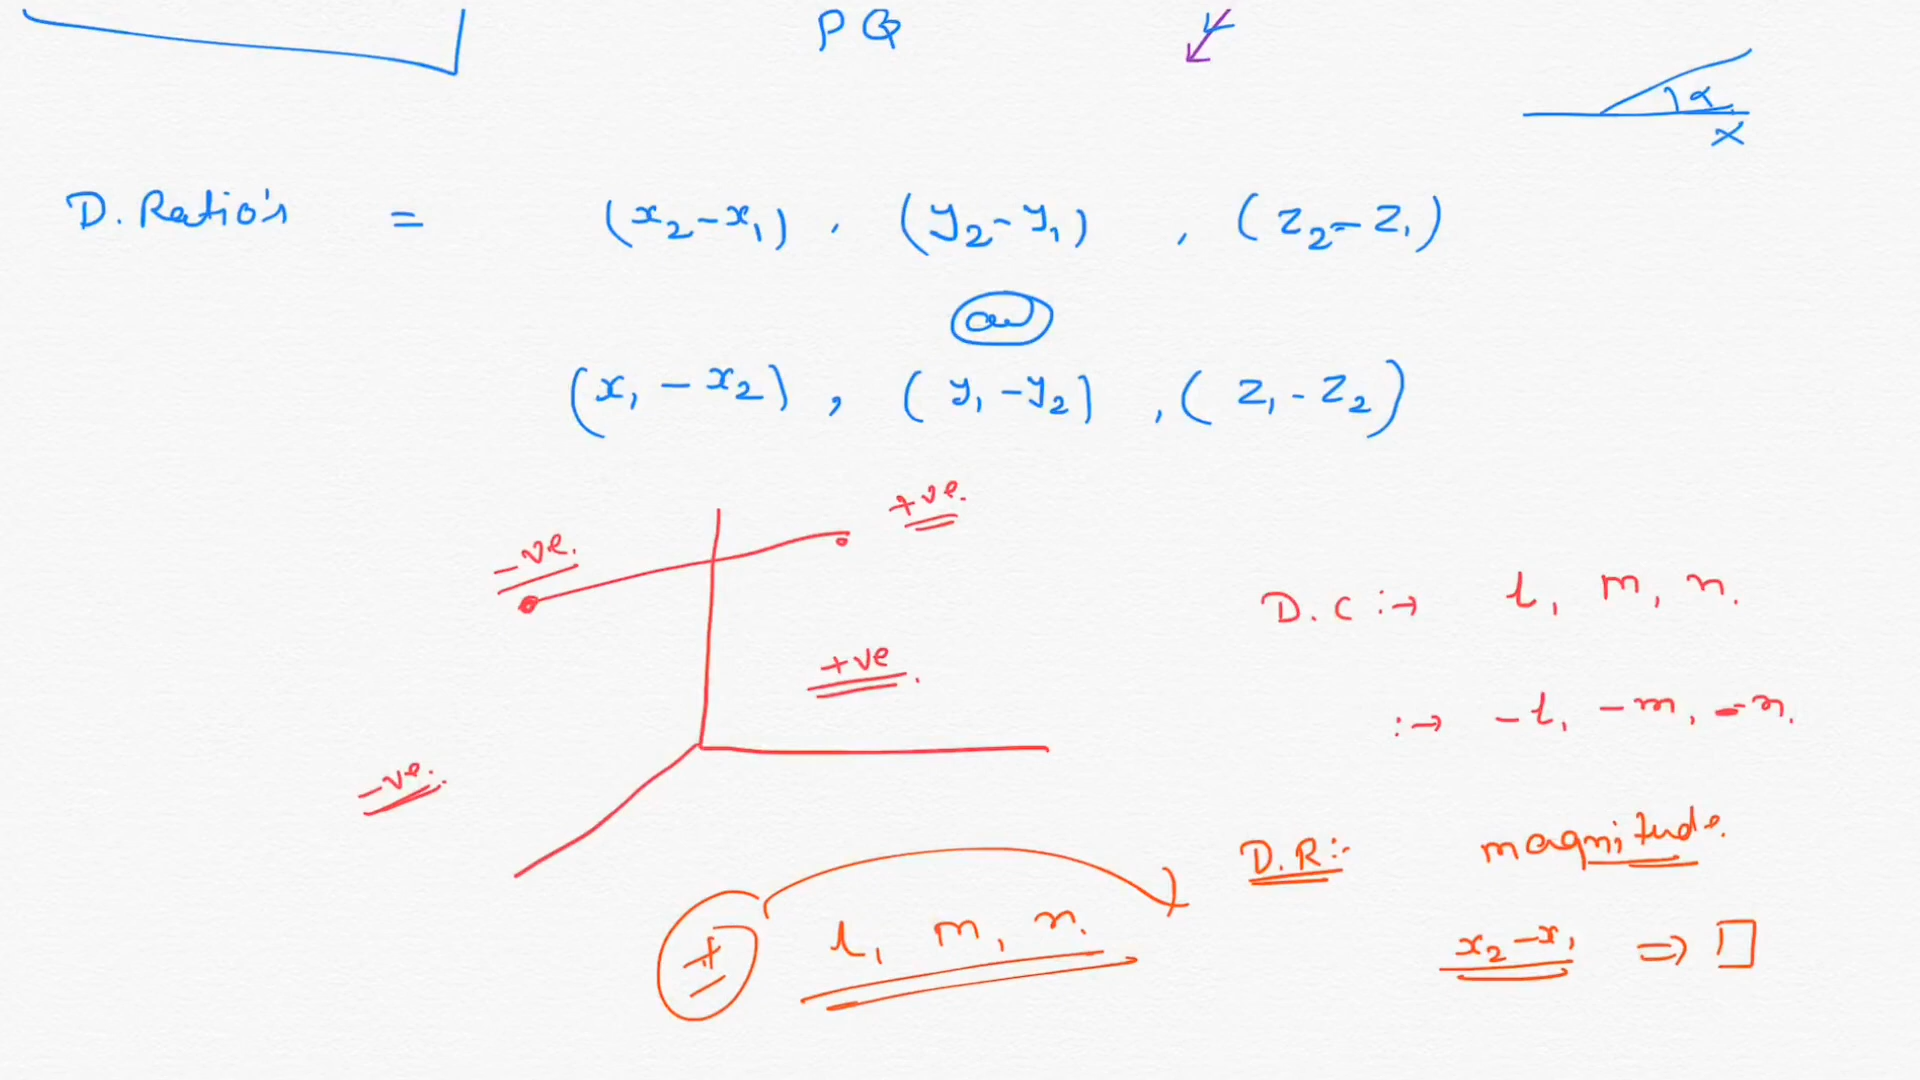 PQ
α
x
D. Ratio's = (x₂-x₁), (y₂-y₁), (z₂-z₁)
(or)
(x₁-x₂), (y₁-y₂), (z₁-z₂)
+ve.
-ve.
D.C :→ l, m, n.
+ve.
:→ -l, -m, -n.
-ve.
D.R:- magnitude.
± l, m, n.
x₂-x₁ ⇒ □